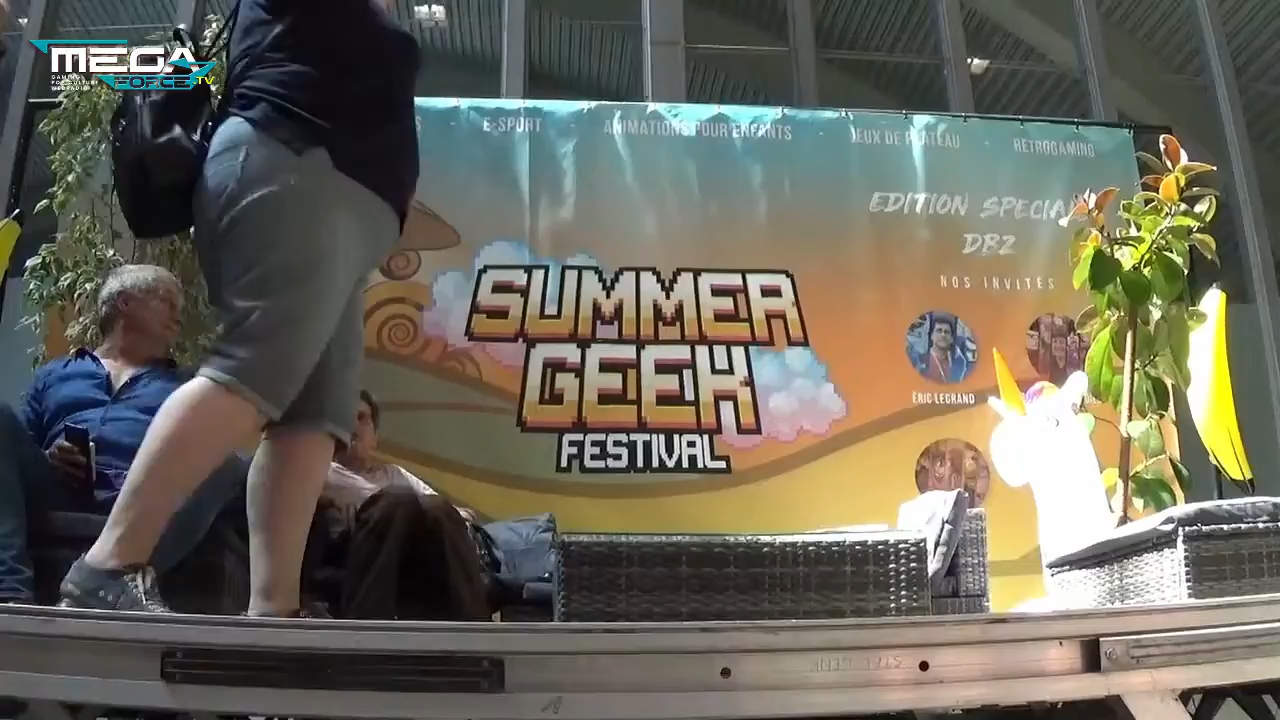 MEGA
FORCE.TV
E-SPORT
ANIMATIONS POUR ENFANTS
JEUX DE PLATEAU
RETROGAMING
EDITION SPECIA
DBZ
NOS INVITÉS
SUMMER
GEEK
FESTIVAL
ÉRIC LEGRAND